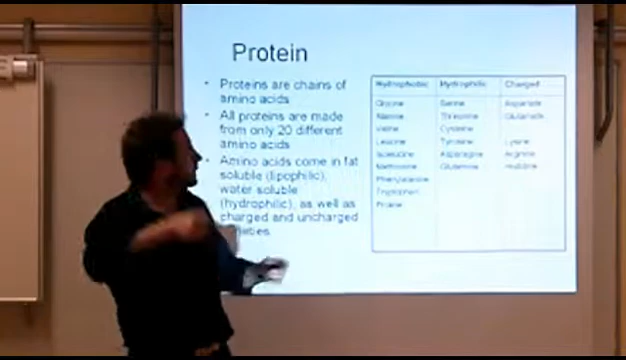 Protein
• Proteins are chains of
amino acids
• All proteins are made
from only 20 different
amino acids
• Amino acids come in fat
soluble (lipophilic),
water soluble
(hydrophilic), as well as
charged and uncharged
Hydrophobic Hydrophilic Charged
Glycine Serine Aspartate
Alanine Threonine Glutamate
Valine Cysteine
Leucine Tyrosine Lysine
Isoleucine Asparagine Arginine
Methionine Glutamine Histidine
Phenylalanine
Tryptophan
Proline